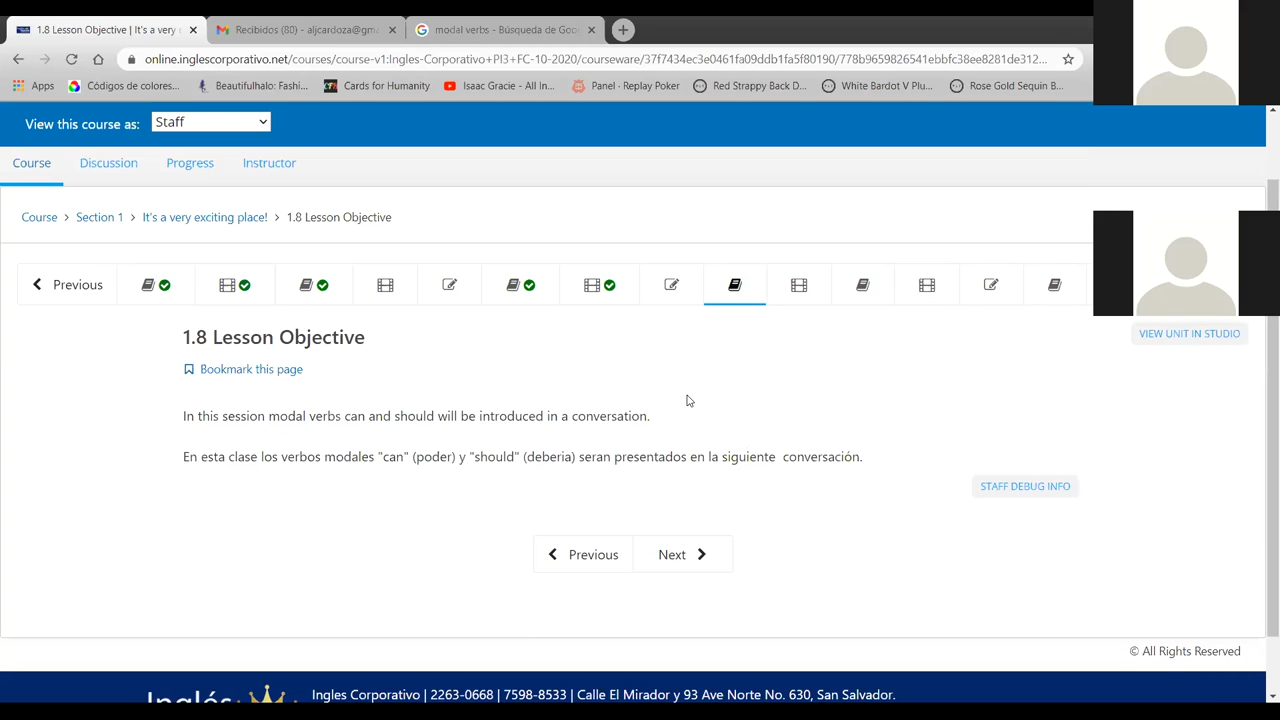 1.8 Lesson Objective | It's a very
Recibidos (80) - aljcardoza@gma
modal verbs - Búsqueda de Goo
online.inglescorporativo.net/courses/course-v1:Ingles-Corporativo+PI3+FC-10-2020/courseware/37f7434ec3e0461fa09ddb1fa5f80190/778b9659826541ebbfc38ee8281de312...
Apps
Códigos de colores...
Beautifulhalo: Fashi...
Cards for Humanity
Isaac Gracie - All In...
Panel · Replay Poker
Red Strappy Back D...
White Bardot V Plu...
Rose Gold Sequin B...
View this course as: Staff
Course Discussion Progress Instructor
Course > Section 1 > It's a very exciting place! > 1.8 Lesson Objective
Previous
VIEW UNIT IN STUDIO
1.8 Lesson Objective
Bookmark this page
In this session modal verbs can and should will be introduced in a conversation.
En esta clase los verbos modales "can" (poder) y "should" (deberia) seran presentados en la siguiente conversación.
STAFF DEBUG INFO
Previous Next
© All Rights Reserved
Inglés
Ingles Corporativo | 2263-0668 | 7598-8533 | Calle El Mirador y 93 Ave Norte No. 630, San Salvador.